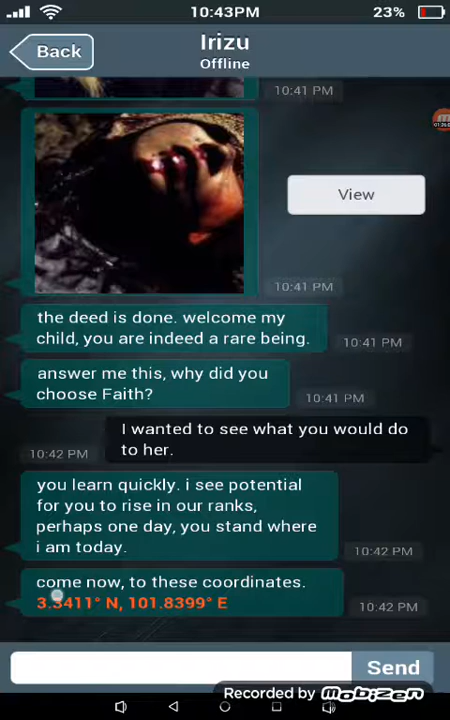 10:43PM
23%
Back
Irizu
Offline
10:41 PM
View
10:41 PM
the deed is done. welcome my
child, you are indeed a rare being.
10:41 PM
answer me this, why did you
choose Faith?
10:41 PM
I wanted to see what you would do
to her.
10:42 PM
you learn quickly. i see potential
for you to rise in our ranks,
perhaps one day, you stand where
i am today.
10:42 PM
come now, to these coordinates.
3.3411° N, 101.8399° E
10:42 PM
Send
Recorded by mobizen